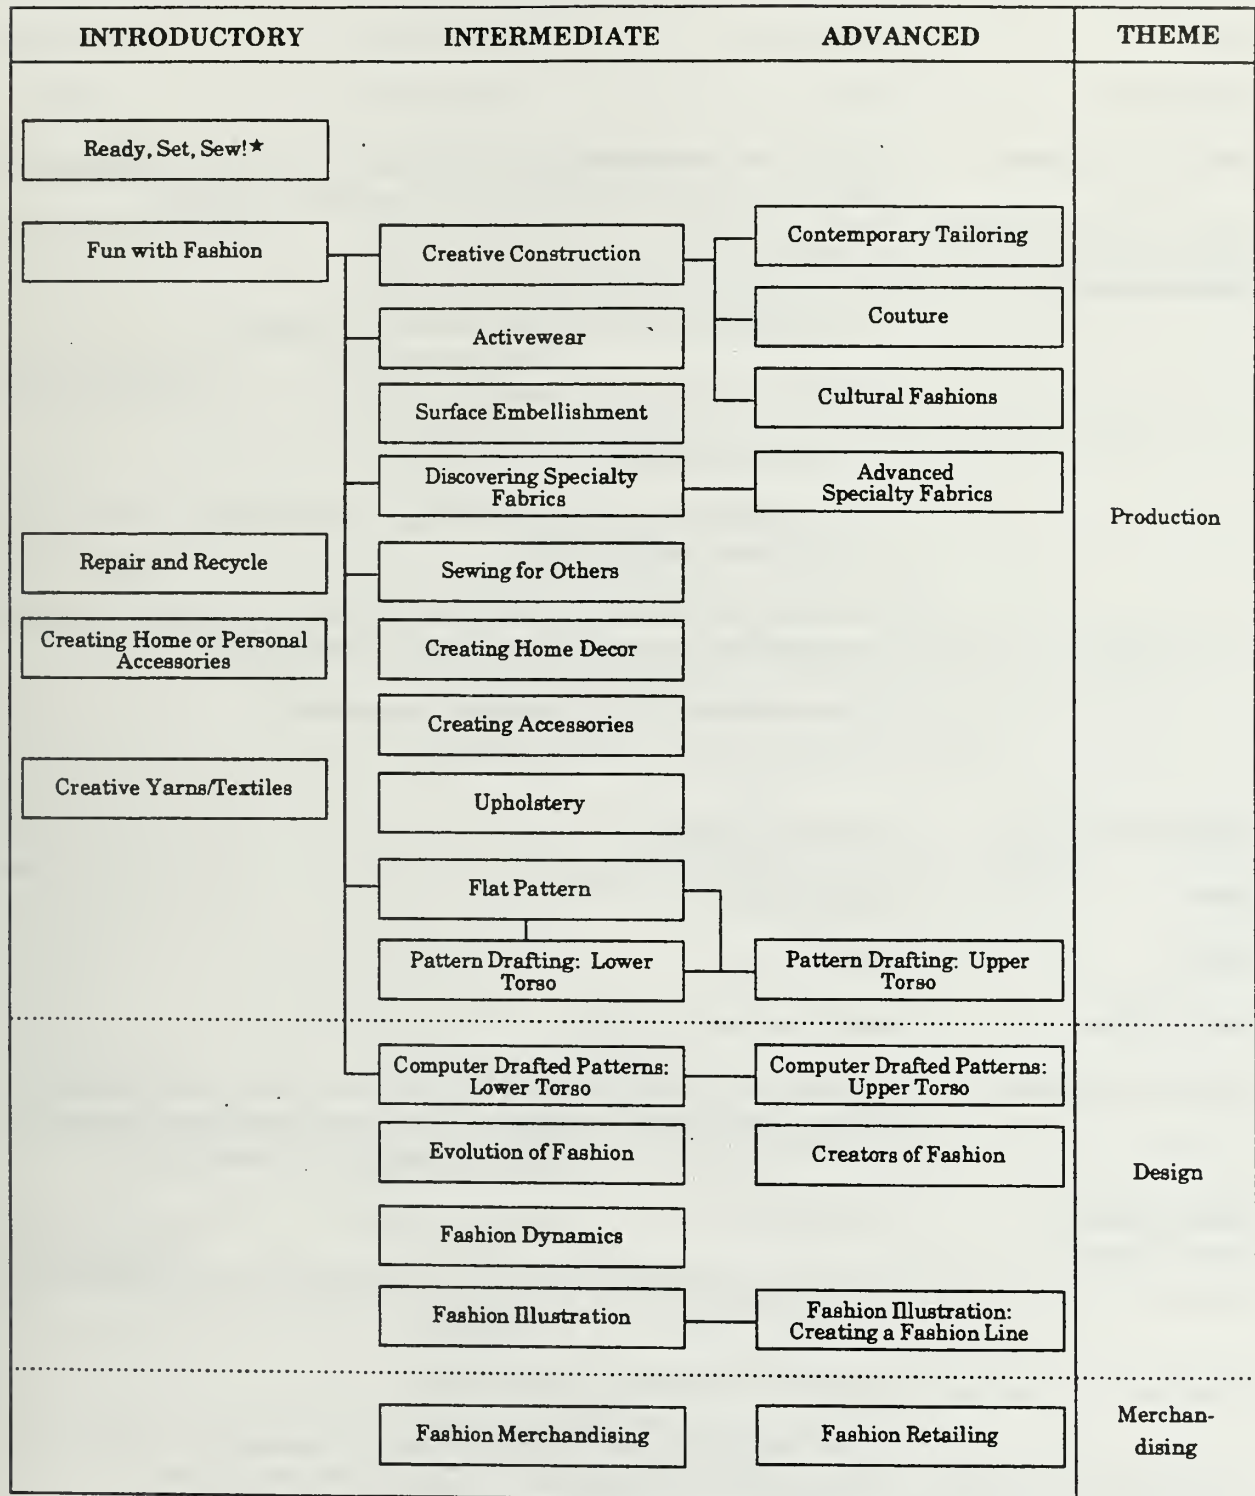 INTRODUCTORY INTERMEDIATE ADVANCED THEME
Ready, Set, Sew!★
Fun with Fashion
Creative Construction
Contemporary Tailoring
Couture
Activewear
Cultural Fashions
Surface Embellishment
Discovering Specialty
Fabrics
Advanced
Specialty Fabrics
Production
Repair and Recycle
Sewing for Others
Creating Home or Personal
Accessories
Creating Home Decor
Creating Accessories
Creative Yarns/Textiles
Upholstery
Flat Pattern
Pattern Drafting: Lower
Torso
Pattern Drafting: Upper
Torso
Computer Drafted Patterns:
Lower Torso
Computer Drafted Patterns:
Upper Torso
Evolution of Fashion
Creators of Fashion
Design
Fashion Dynamics
Fashion Illustration
Fashion Illustration:
Creating a Fashion Line
Fashion Merchandising
Fashion Retailing
Merchan-
dising